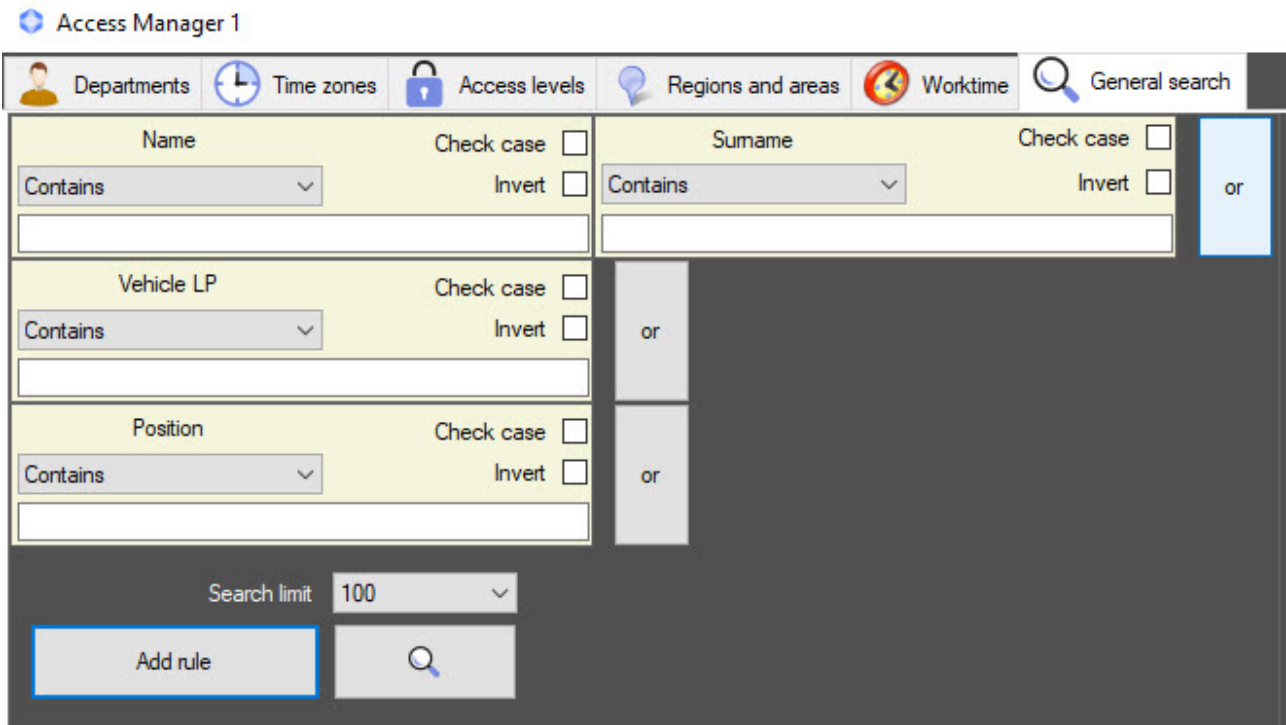 Access Manager 1
Departments Time zones Access levels Regions and areas Worktime General search
Name Check case Surname Check case
Contains Invert Contains Invert or
Vehicle LP Check case
Contains Invert or
Position Check case
Contains Invert or
Search limit 100
Add rule